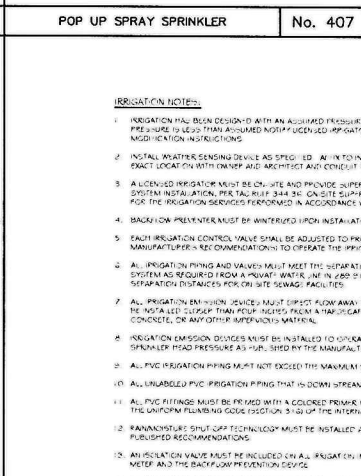 POP UP SPRAY SPRINKLER
No. 407
IRRIGATION NOTES:
1. IRRIGATION HAS BEEN DESIGNED WITH AN ASSUMED PRESSUR
PRESSURE IS LESS THAN ASSUMED NOTIFY LICENSED IRRIGAT
MODIFICATION INSTRUCTIONS
2. INSTALL WEATHER SENSING DEVICE AS SPECIFIED. AFFIX TO IN
EXACT LOCATION WITH OWNER AND ARCHITECT AND CONDUIT
3. A LICENSED IRRIGATOR MUST BE ON-SITE AND PROVIDE SUPER
SYSTEM INSTALLATION, PER TAC RULE 344.36. ON-SITE SUPER
FOR THE IRRIGATION SERVICES PERFORMED IN ACCORDANCE W
4. BACKFLOW PREVENTER MUST BE WINTERIZED UPON INSTALLAT
5. EACH IRRIGATION CONTROL VALVE SHALL BE ADJUSTED TO PR
MANUFACTURER'S RECOMMENDATIONS) TO OPERATE THE IRRIG
6. ALL IRRIGATION PIPING AND VALVES MUST MEET THE SEPARATI
SYSTEM AS REQUIRED FROM A PRIVATE WATER LINE IN 285.9
SEPARATION DISTANCES FOR ON SITE SEWAGE FACILITIES.
7. ALL IRRIGATION EMISSION DEVICES MUST DIRECT FLOW AWAY
BE INSTALLED CLOSER THAN FOUR INCHES FROM A HARDSCAP
CONCRETE, OR ANY OTHER IMPERVIOUS MATERIAL.
8. IRRIGATION EMISSION DEVICES MUST BE INSTALLED TO OPERA
SPRINKLER HEAD PRESSURE AS PUBLISHED BY THE MANUFACT
9. ALL PVC IRRIGATION PIPING MUST NOT EXCEED THE MAXIMUM
10. ALL UNLABELED PVC IRRIGATION PIPING THAT IS DOWN STREAM
11. ALL PVC FITTINGS MUST BE PRIMED WITH A COLORED PRIMER
THE UNIFORM PLUMBING CODE (SECTION 316) OF THE INTERN
12. RAIN/MOISTURE SHUT-OFF TECHNOLOGY MUST BE INSTALLED A
PUBLISHED RECOMMENDATIONS.
13. AN ISOLATION VALVE MUST BE INCLUDED ON ALL IRRIGATION
METER AND THE BACKFLOW PREVENTION DEVICE